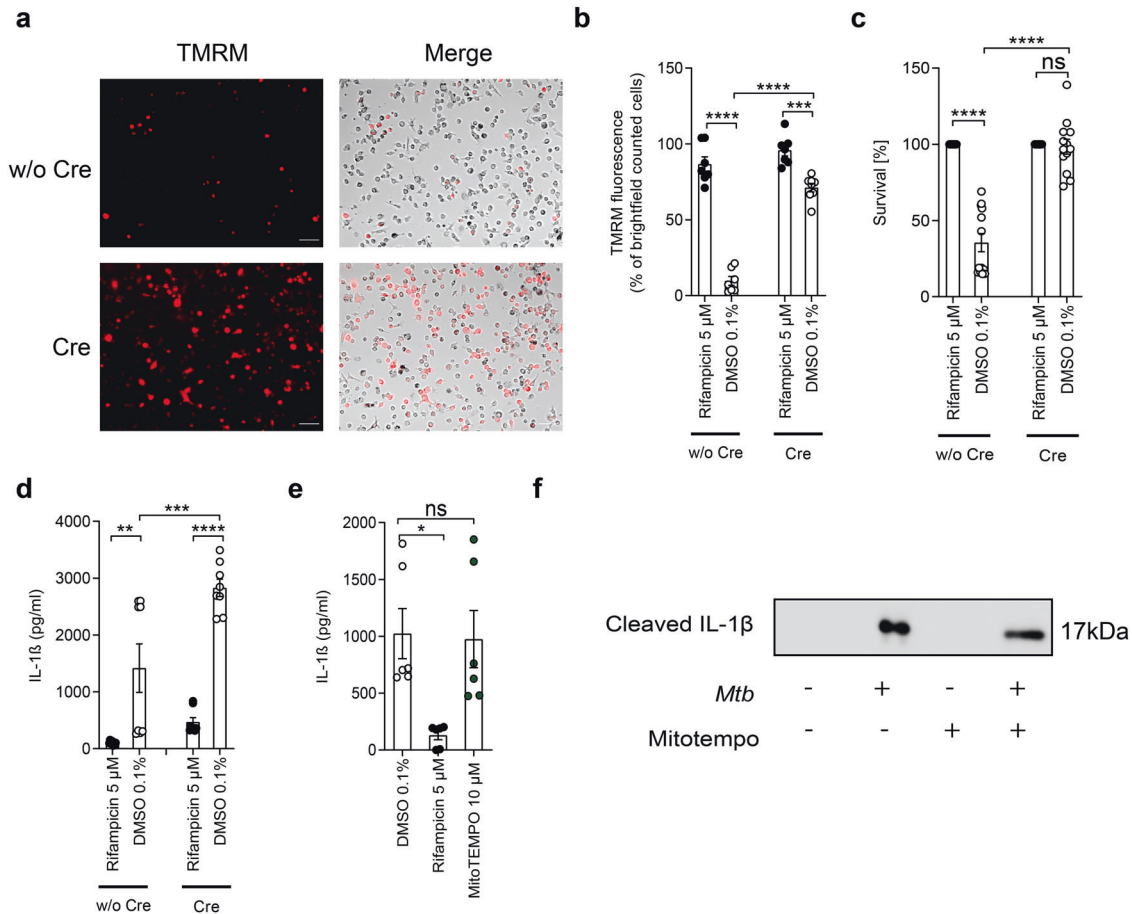 a
TMRM
Merge
w/o Cre
Cre
b
TMRM fluorescence
(% of brightfield counted cells)
150
100
50
0
****
****
***
Rifampicin 5 µM
DMSO 0.1%
Rifampicin 5 µM
DMSO 0.1%
w/o Cre
Cre
c
Survival [%]
150
100
50
0
****
****
ns
Rifampicin 5 µM
DMSO 0.1%
Rifampicin 5 µM
DMSO 0.1%
w/o Cre
Cre
d
IL-1ß (pg/ml)
4000
3000
2000
1000
0
***
**
****
Rifampicin 5 µM
DMSO 0.1%
Rifampicin 5 µM
DMSO 0.1%
w/o Cre
Cre
e
IL-1ß (pg/ml)
2000
1500
1000
500
0
ns
*
DMSO 0.1%
Rifampicin 5 µM
MitoTEMPO 10 µM
f
Cleaved IL-1β
17kDa
Mtb - + - +
Mitotempo - - + +